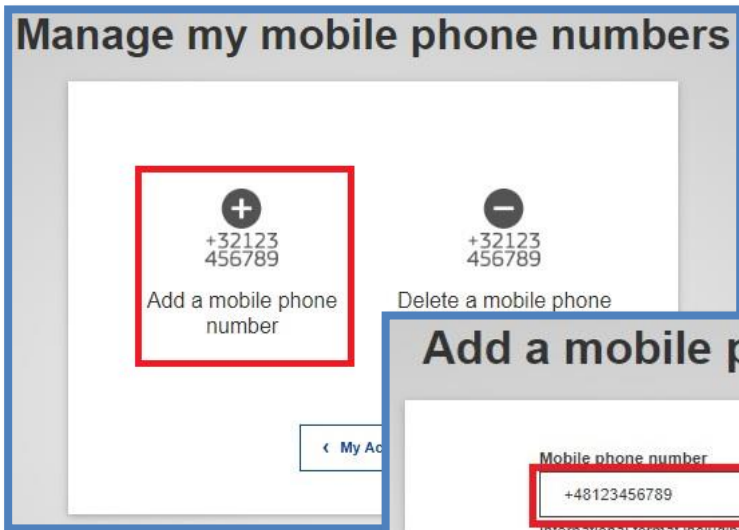 Manage my mobile phone numbers
+32123
456789
Add a mobile phone
number
+32123
456789
Delete a mobile phone
‹ My Ac
Add a mobile p
Mobile phone number
+48123456789